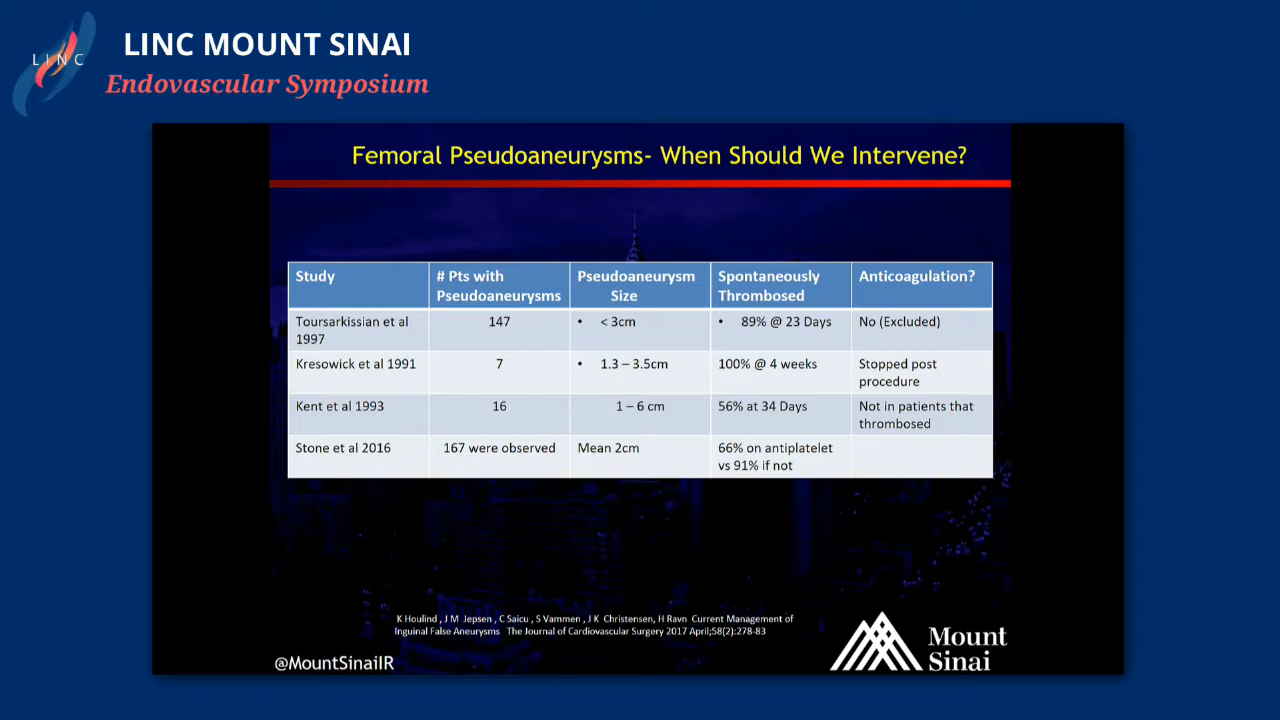 LINC
LINC MOUNT SINAI
Endovascular Symposium
Femoral Pseudoaneurysms- When Should We Intervene?
Study
# Pts with
Pseudoaneurysms
Pseudoaneurysm
Size
Spontaneously
Thrombosed
Anticoagulation?
Toursarkissian et al
1997
147
• < 3cm
• 89% @ 23 Days
No (Excluded)
Kresowick et al 1991
7
• 1.3 – 3.5cm
100% @ 4 weeks
Stopped post
procedure
Kent et al 1993
16
1 – 6 cm
56% at 34 Days
Not in patients that
thrombosed
Stone et al 2016
167 were observed
Mean 2cm
66% on antiplatelet
vs 91% if not
K Houlind , J M Jepsen , C Saicu , S Vammen , J K Christensen, H Ravn Current Management of
Inguinal False Aneurysms The Journal of Cardiovascular Surgery 2017 April;58(2):278-83
@MountSinaiIR
Mount
Sinai